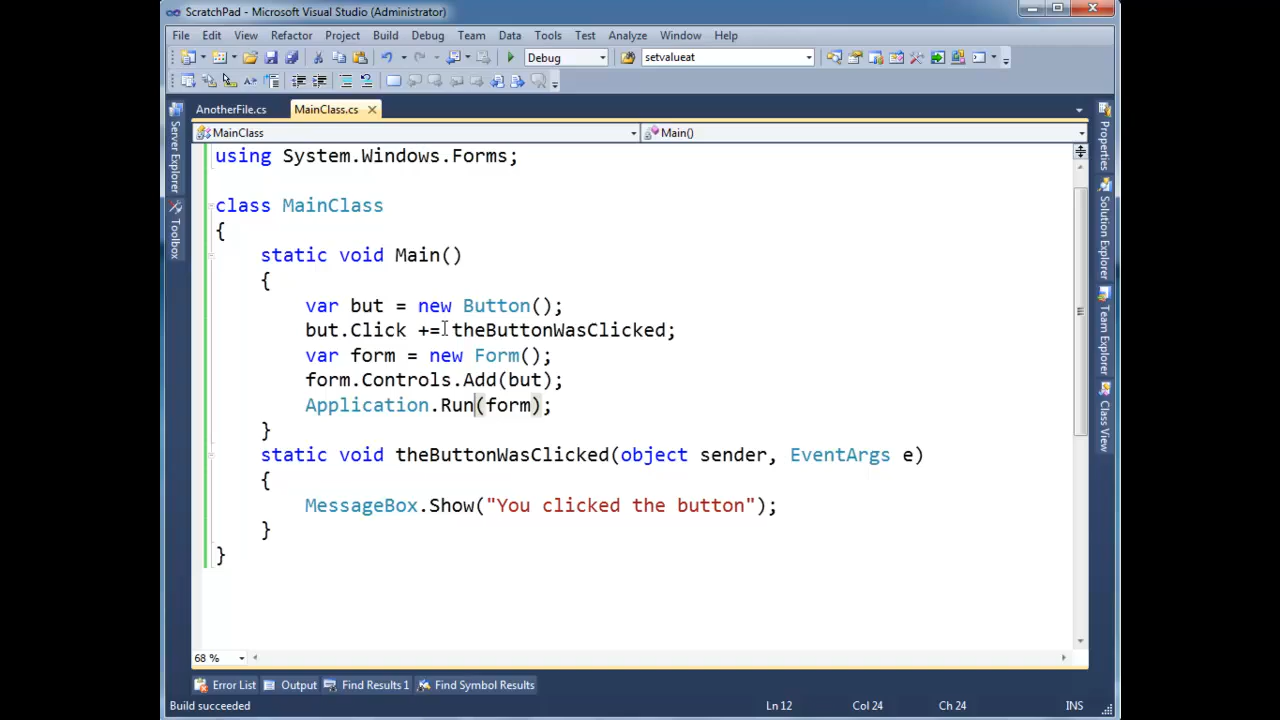 ScratchPad - Microsoft Visual Studio (Administrator)
File Edit View Refactor Project Build Debug Team Data Tools Test Analyze Window Help
Debug setvalueat
AnotherFile.cs MainClass.cs
MainClass Main()
Server Explorer
Toolbox
Properties
Solution Explorer
Team Explorer
Class View
using System.Windows.Forms;
class MainClass
{
static void Main()
{
var but = new Button();
but.Click += theButtonWasClicked;
var form = new Form();
form.Controls.Add(but);
Application.Run(form);
}
static void theButtonWasClicked(object sender, EventArgs e)
{
MessageBox.Show("You clicked the button");
}
}
68 %
Error List Output Find Results 1 Find Symbol Results
Build succeeded Ln 12 Col 24 Ch 24 INS